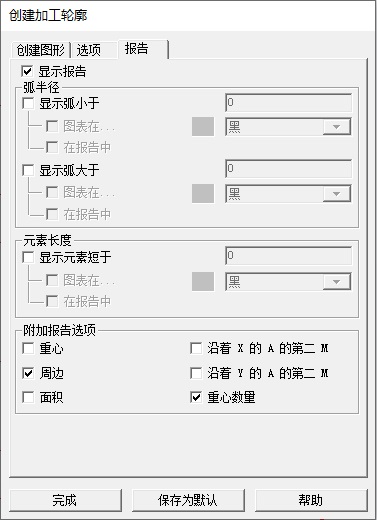 创建加工轮廓
创建图形 选项 报告
显示报告
弧半径
显示弧小于 0
图表在... 黑
在报告中
显示弧大于 0
图表在... 黑
在报告中
元素长度
显示元素短于 0
图表在... 黑
在报告中
附加报告选项
重心 沿着 X 的 A 的第二 M
周边 沿着 Y 的 A 的第二 M
面积 重心数量
完成 保存为默认 帮助